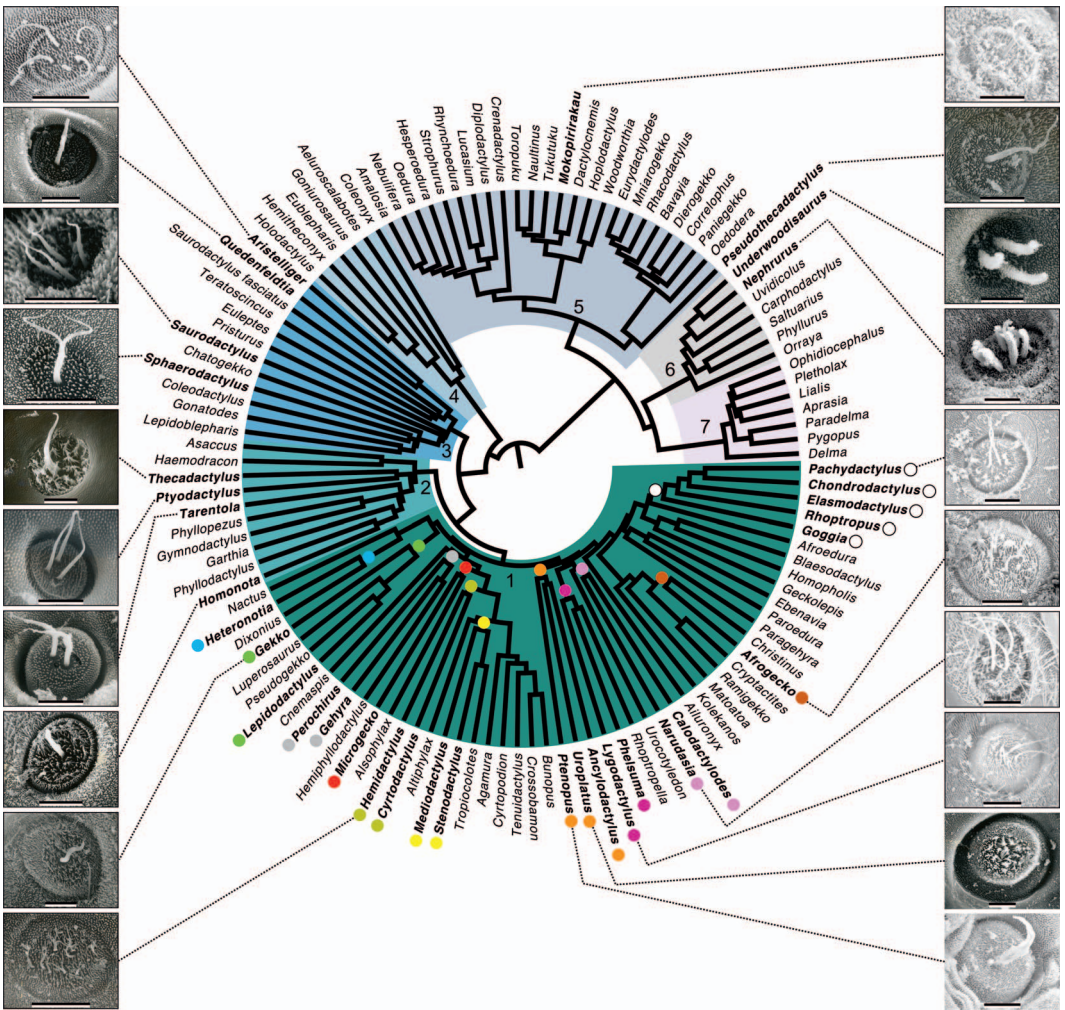 Crenadactylus
Diplodactylus
Lucasium
Rhynchoedura
Strophurus
Hesperoedura
Oedura
Nebulifera
Amalosia
Coleonyx
Aeluroscalabotes
Goniurosaurus
Eublepharis
Hemitheconyx
Holodactylus
Aristelliger
Quedenfeldtia
Saurodactylus fasciatus
Teratoscincus
Euleptes
Pristurus
Saurodactylus
Chatogekko
Sphaerodactylus
Coleodactylus
Gonatodes
Lepidoblepharis
Asaccus
Haemodracon
Thecadactylus
Ptyodactylus
Tarentola
Phyllopezus
Gymnodactylus
Garthia
Phyllodactylus
Homonota
Nactus
Heteronotia
Dixonius
Gekko
Luperosaurus
Pseudogekko
Lepidodactylus
Cnemaspis
Perochirus
Gehyra
Hemiphyllodactylus
Microgecko
Alsophylax
Hemidactylus
Cyrtodactylus
Altiphylax
Mediodactylus
Stenodactylus
Tropiocolotes
Agamura
Cyrtopodion
Tenuidactylus
Crossobamon
Bunopus
Ptenopus
Uroplatus
Ancylodactylus
Lygodactylus
Phelsuma
Rhoptropella
Urocotyledon
Narudasia
Calodactylodes
Ailuronyx
Kolekanos
Matoatoa
Ramigekko
Cryptactites
Afrogecko
Christinus
Paragehyra
Paroedura
Ebenavia
Geckolepis
Homopholis
Blaesodactylus
Afroedura
Goggia
Rhoptropus
Elasmodactylus
Chondrodactylus
Pachydactylus
Delma
Pygopus
Paradelma
Aprasia
Lialis
Pletholax
Ophidiocephalus
Orraya
Phyllurus
Saltuarius
Carphodactylus
Uvidicolus
Nephrurus
Underwoodisaurus
Pseudothecadactylus
Oedodera
Paniegekko
Correlophus
Dierogekko
Bavayia
Rhacodactylus
Mniarogekko
Eurydactylodes
Woodworthia
Hoplodactylus
Dactylocnemis
Mokopirirakau
Tukutuku
Naultinus
Toropuku
5
6
4
7
3
2
1